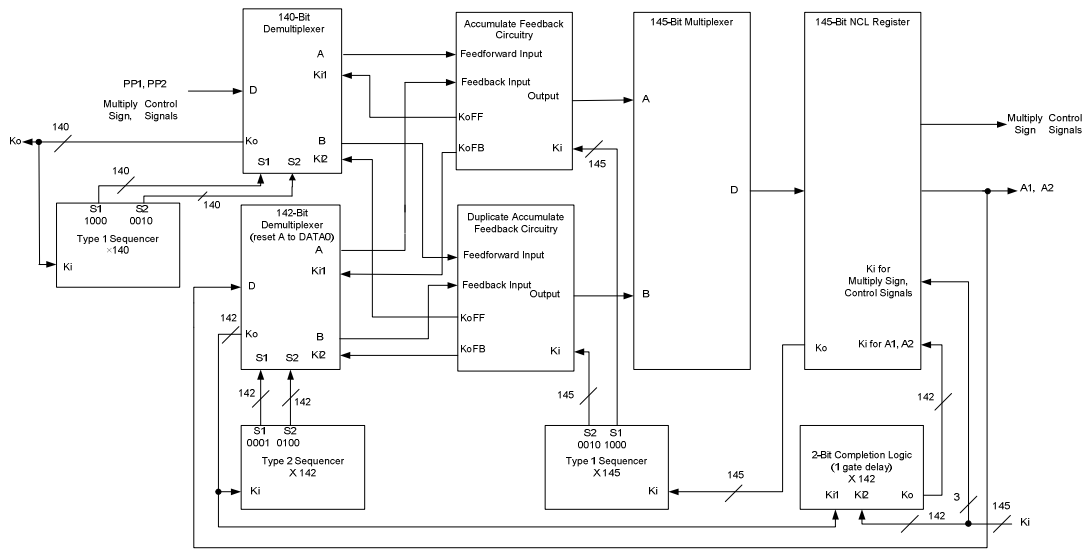 140-Bit
Demultiplexer
A
Ki1
D
Ko
B
Ki2
S1 S2
PP1, PP2
Multiply Control
Sign, Signals
Ko
140
140
140
S1 S2
1000 0010
Type 1 Sequencer
×140
Ki
Accumulate Feedback
Circuitry
Feedforward Input
Feedback Input
Output
KoFF
KoFB
Ki
145
145-Bit Multiplexer
A
D
B
145-Bit NCL Register
Multiply Control
Sign Signals
A1, A2
Ki for
Multiply Sign,
Control Signals
Ko
Ki for A1, A2
142-Bit
Demultiplexer
(reset A to DATA0)
A
Ki1
D
Ko
B
Ki2
S1 S2
142
142
142
Duplicate Accumulate
Feedback Circuitry
Feedforward Input
Feedback Input
Output
KoFF
KoFB
Ki
145
142
S1 S2
0001 0100
Type 2 Sequencer
X 142
Ki
S2 S1
0010 1000
Type 1 Sequencer
X 145
Ki
145
2-Bit Completion Logic
(1 gate delay)
X 142
Ki1 Ki2 Ko
3
142
145
Ki